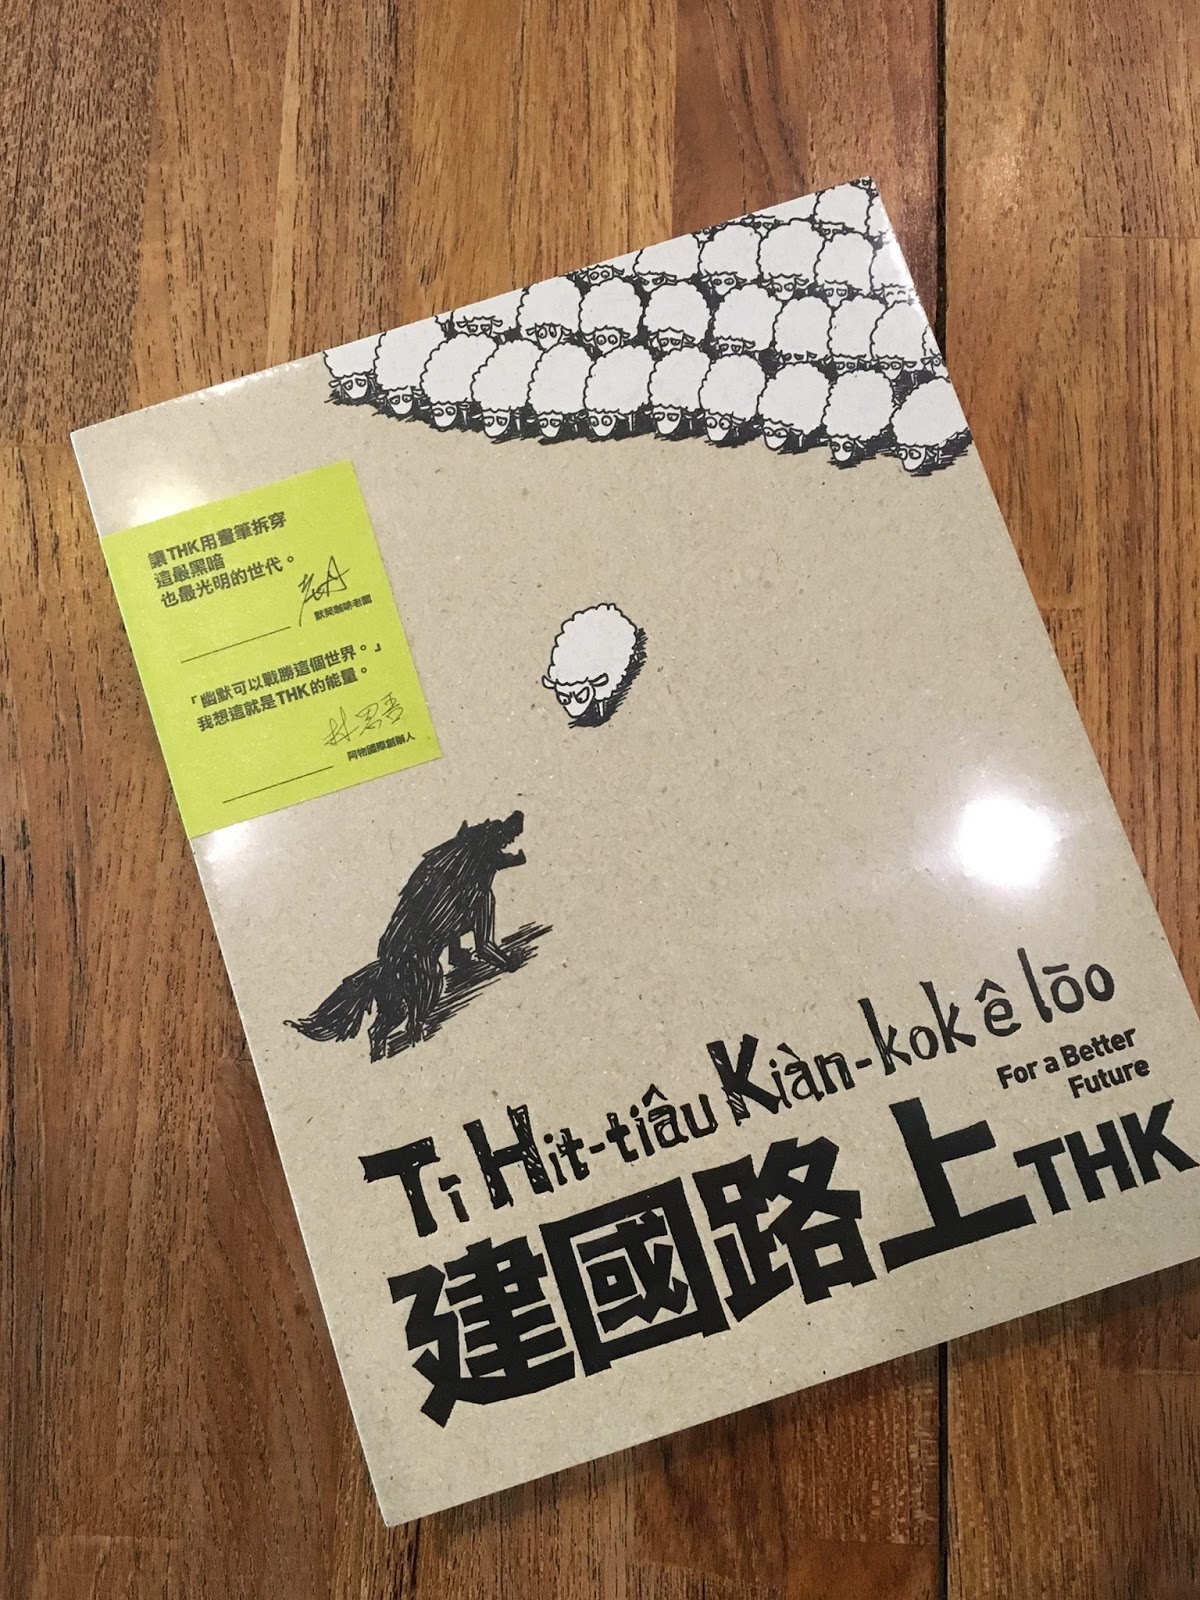 讓THK用畫筆拆穿
這最黑暗
也最光明的世代。
默契咖啡老闆
「幽默可以戰勝這個世界。」
我想這就是THK的能量。
林思吾
阿物國際創辦人
Tī Hit-tiâu Kiàn-kok ê lōo
For a Better
Future
建國路上THK